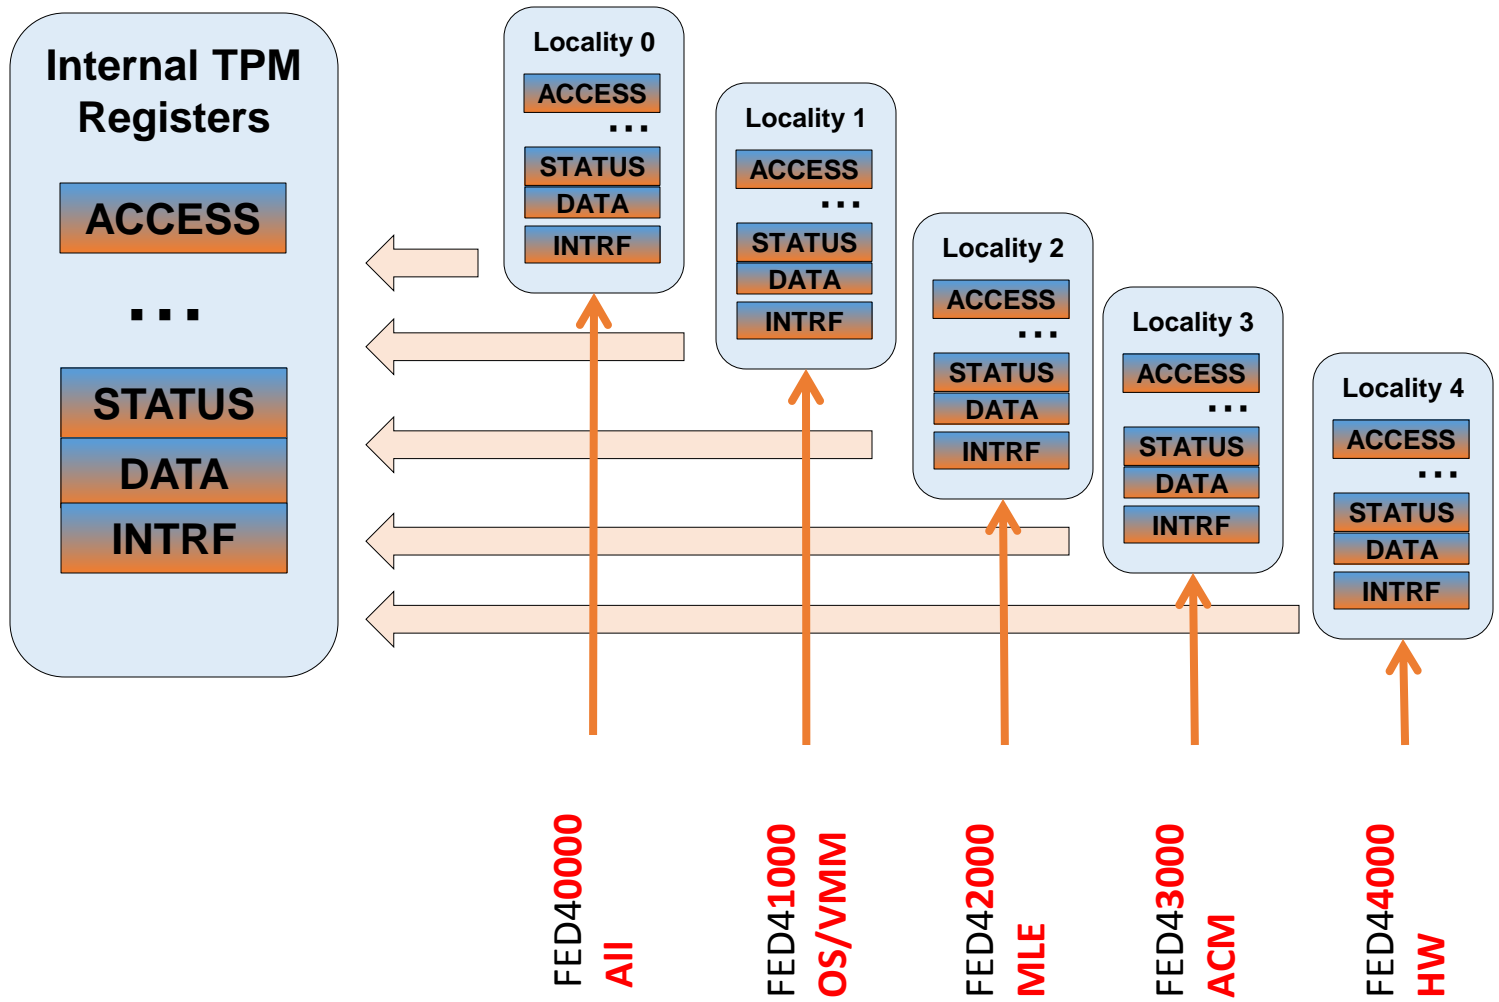 Internal TPM
Registers
ACCESS
...
STATUS
DATA
INTRF
Locality 0
ACCESS
...
STATUS
DATA
INTRF
Locality 1
ACCESS
...
STATUS
DATA
INTRF
Locality 2
ACCESS
...
STATUS
DATA
INTRF
Locality 3
ACCESS
...
STATUS
DATA
INTRF
Locality 4
ACCESS
...
STATUS
DATA
INTRF
FED40000
All
FED41000
OS/VMM
FED42000
MLE
FED43000
ACM
FED44000
HW